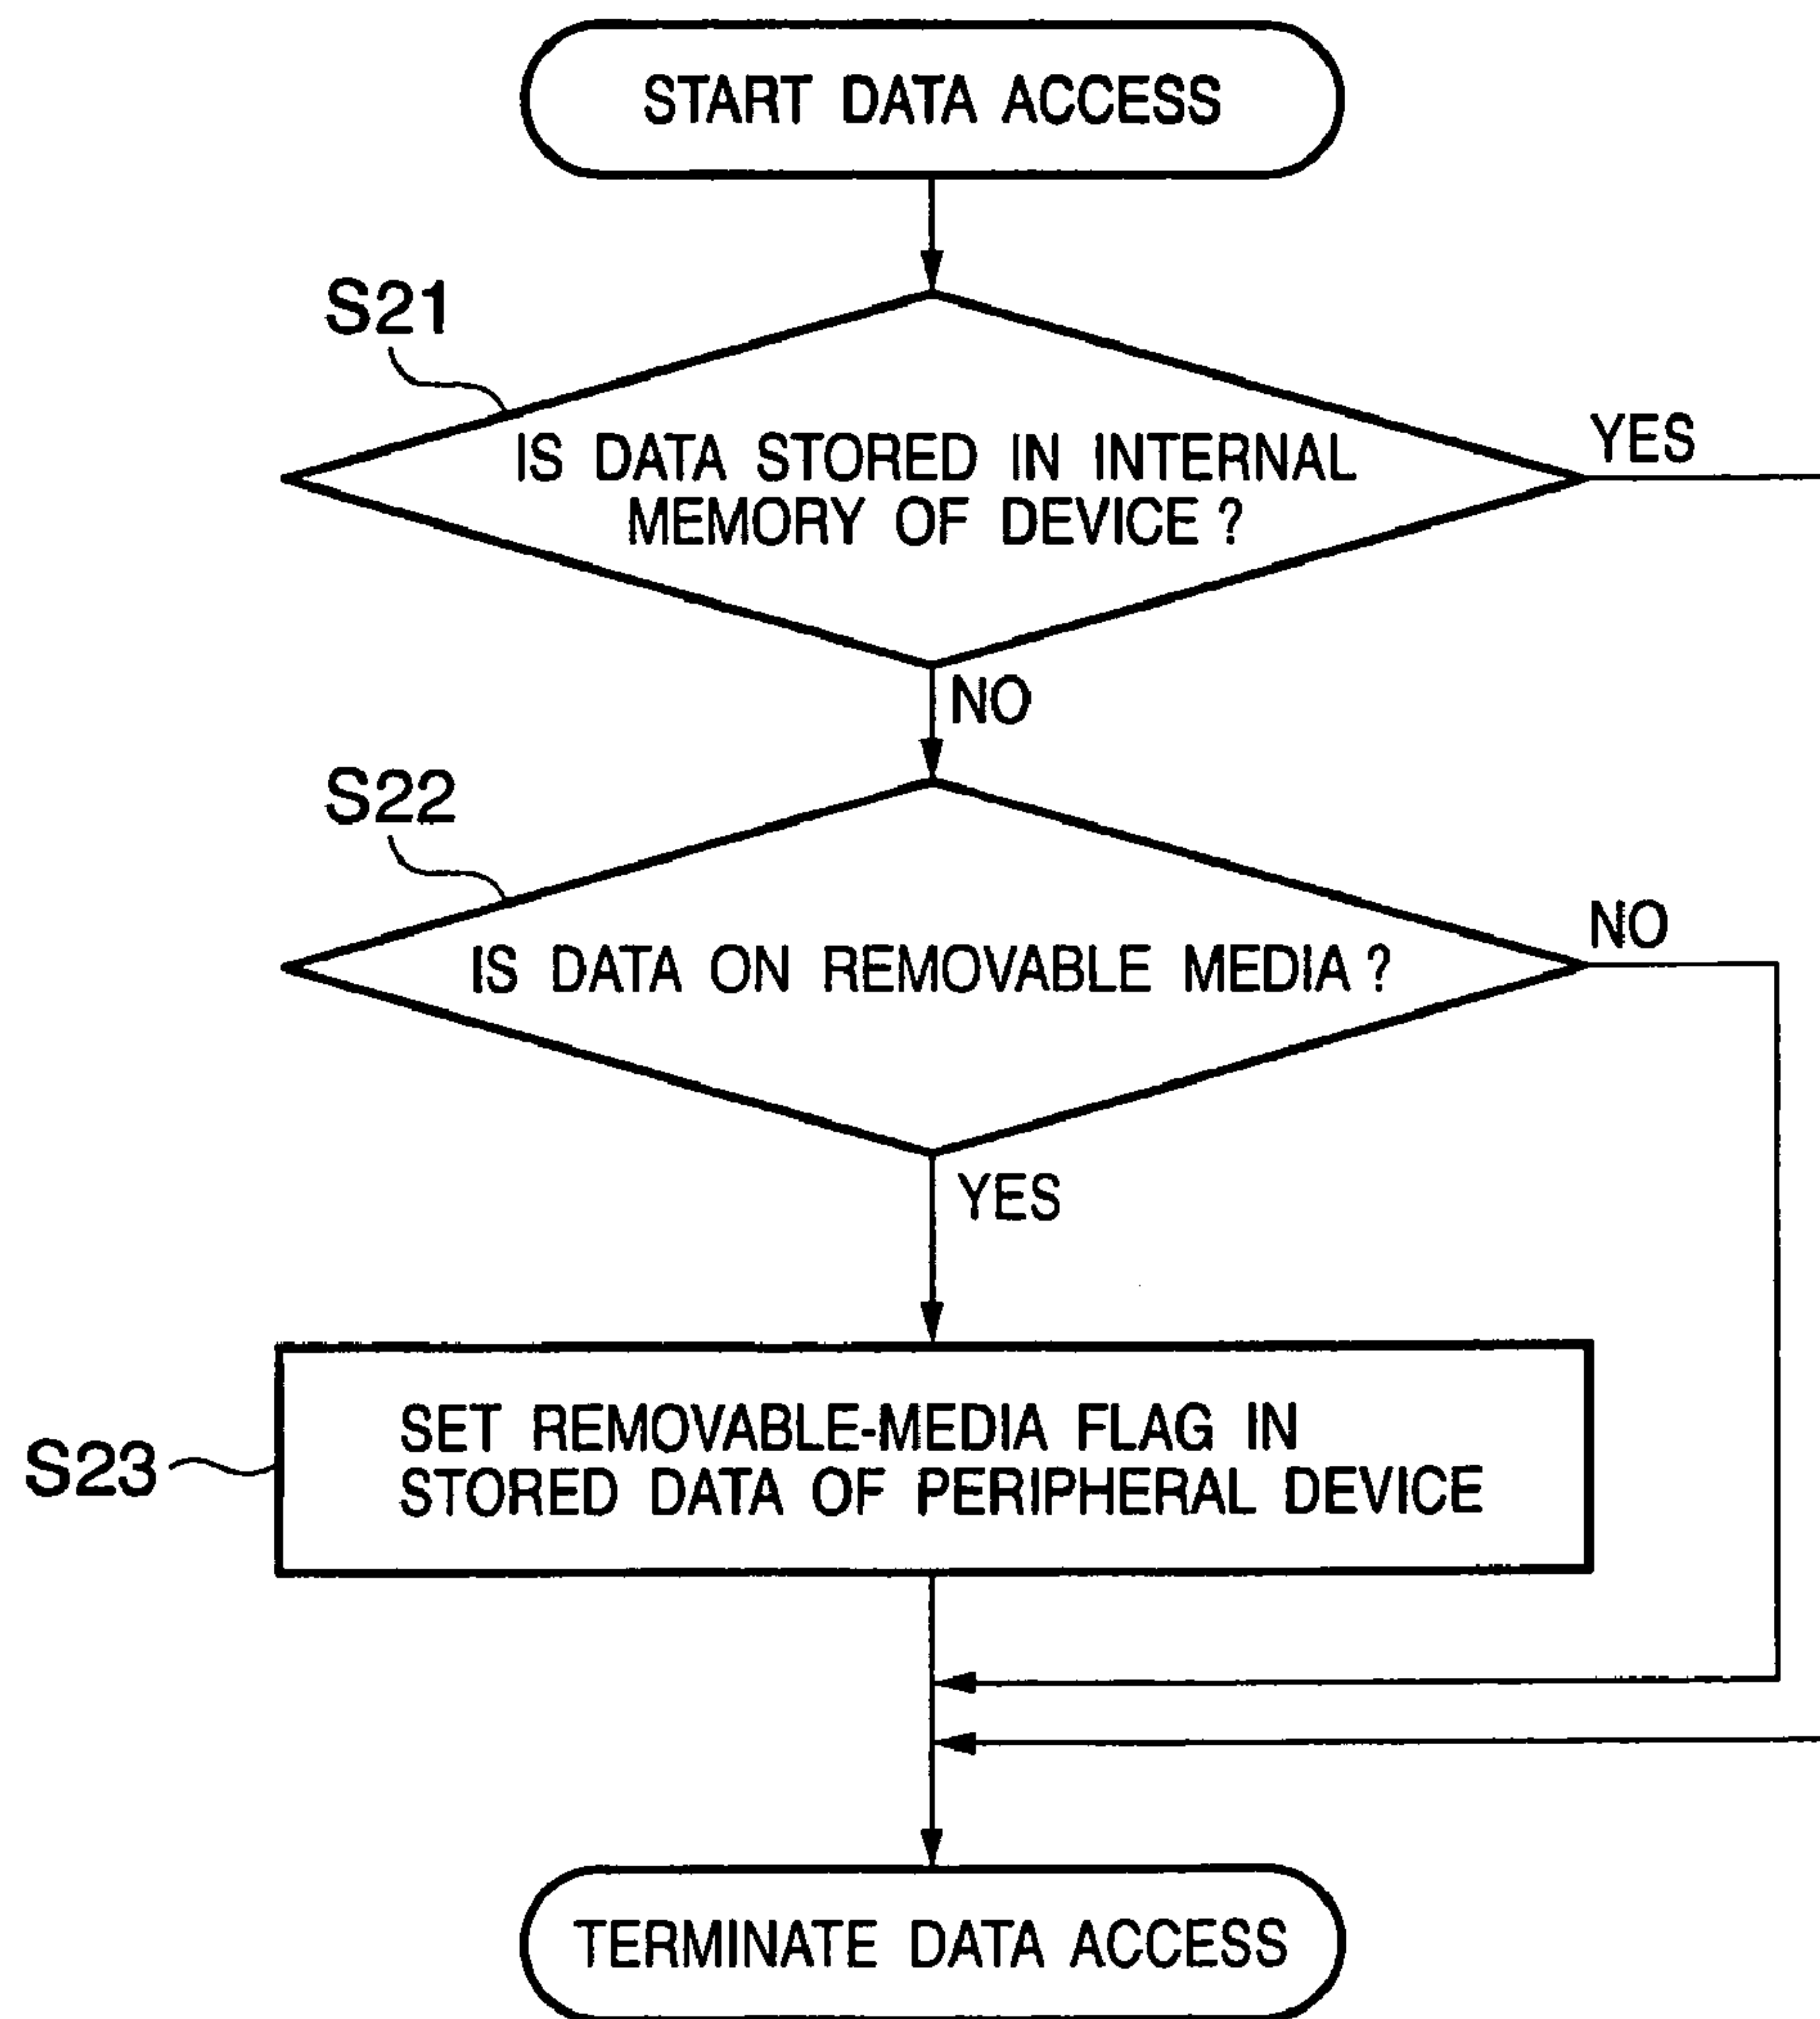 START DATA ACCESS
S21
IS DATA STORED IN INTERNAL
MEMORY OF DEVICE ?
YES
NO
S22
IS DATA ON REMOVABLE MEDIA ?
NO
YES
S23
SET REMOVABLE-MEDIA FLAG IN
STORED DATA OF PERIPHERAL DEVICE
TERMINATE DATA ACCESS